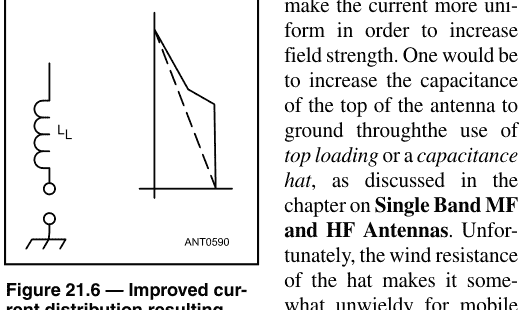 L_L
ANT0590
Figure 21.6 — Improved cur-
rent distribution resulting
make the current more uni-
form in order to increase
field strength. One would be
to increase the capacitance
of the top of the antenna to
ground throughthe use of
top loading or a capacitance
hat, as discussed in the
chapter on Single Band MF
and HF Antennas. Unfor-
tunately, the wind resistance
of the hat makes it some-
what unwieldy for mobile